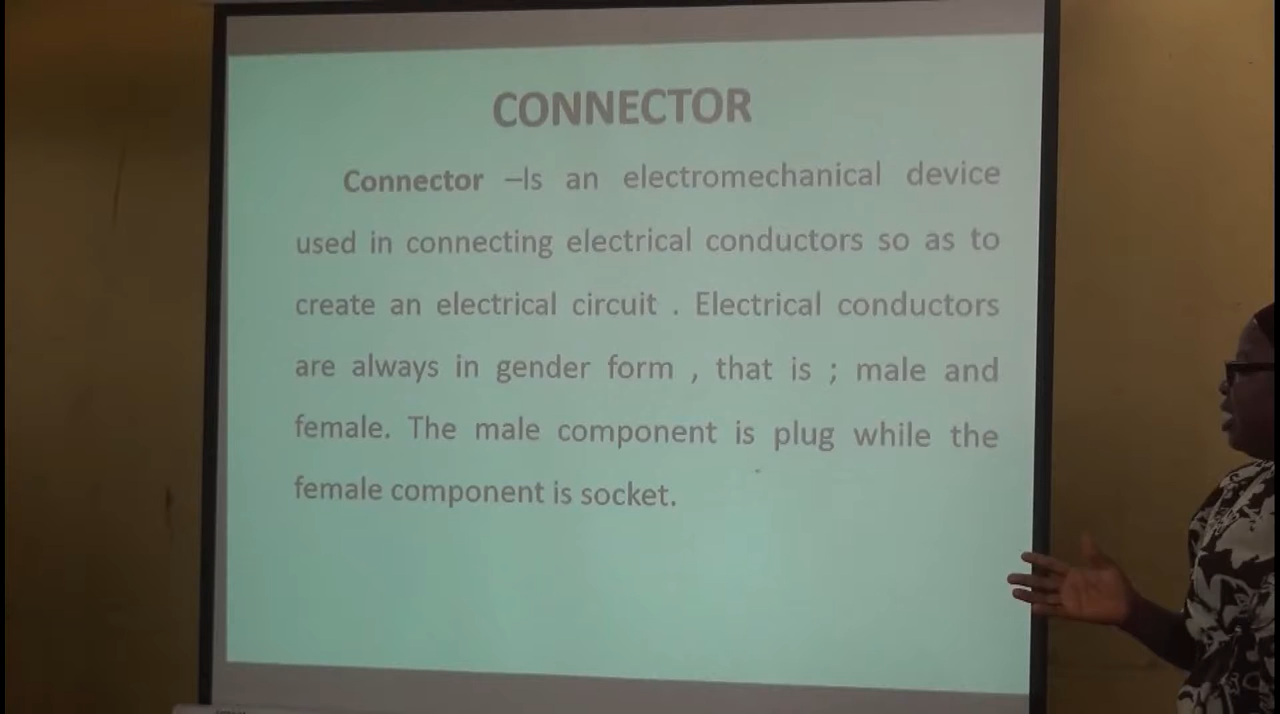 CONNECTOR
Connector –Is an electromechanical device
used in connecting electrical conductors so as to
create an electrical circuit . Electrical conductors
are always in gender form , that is ; male and
female. The male component is plug while the
female component is socket.